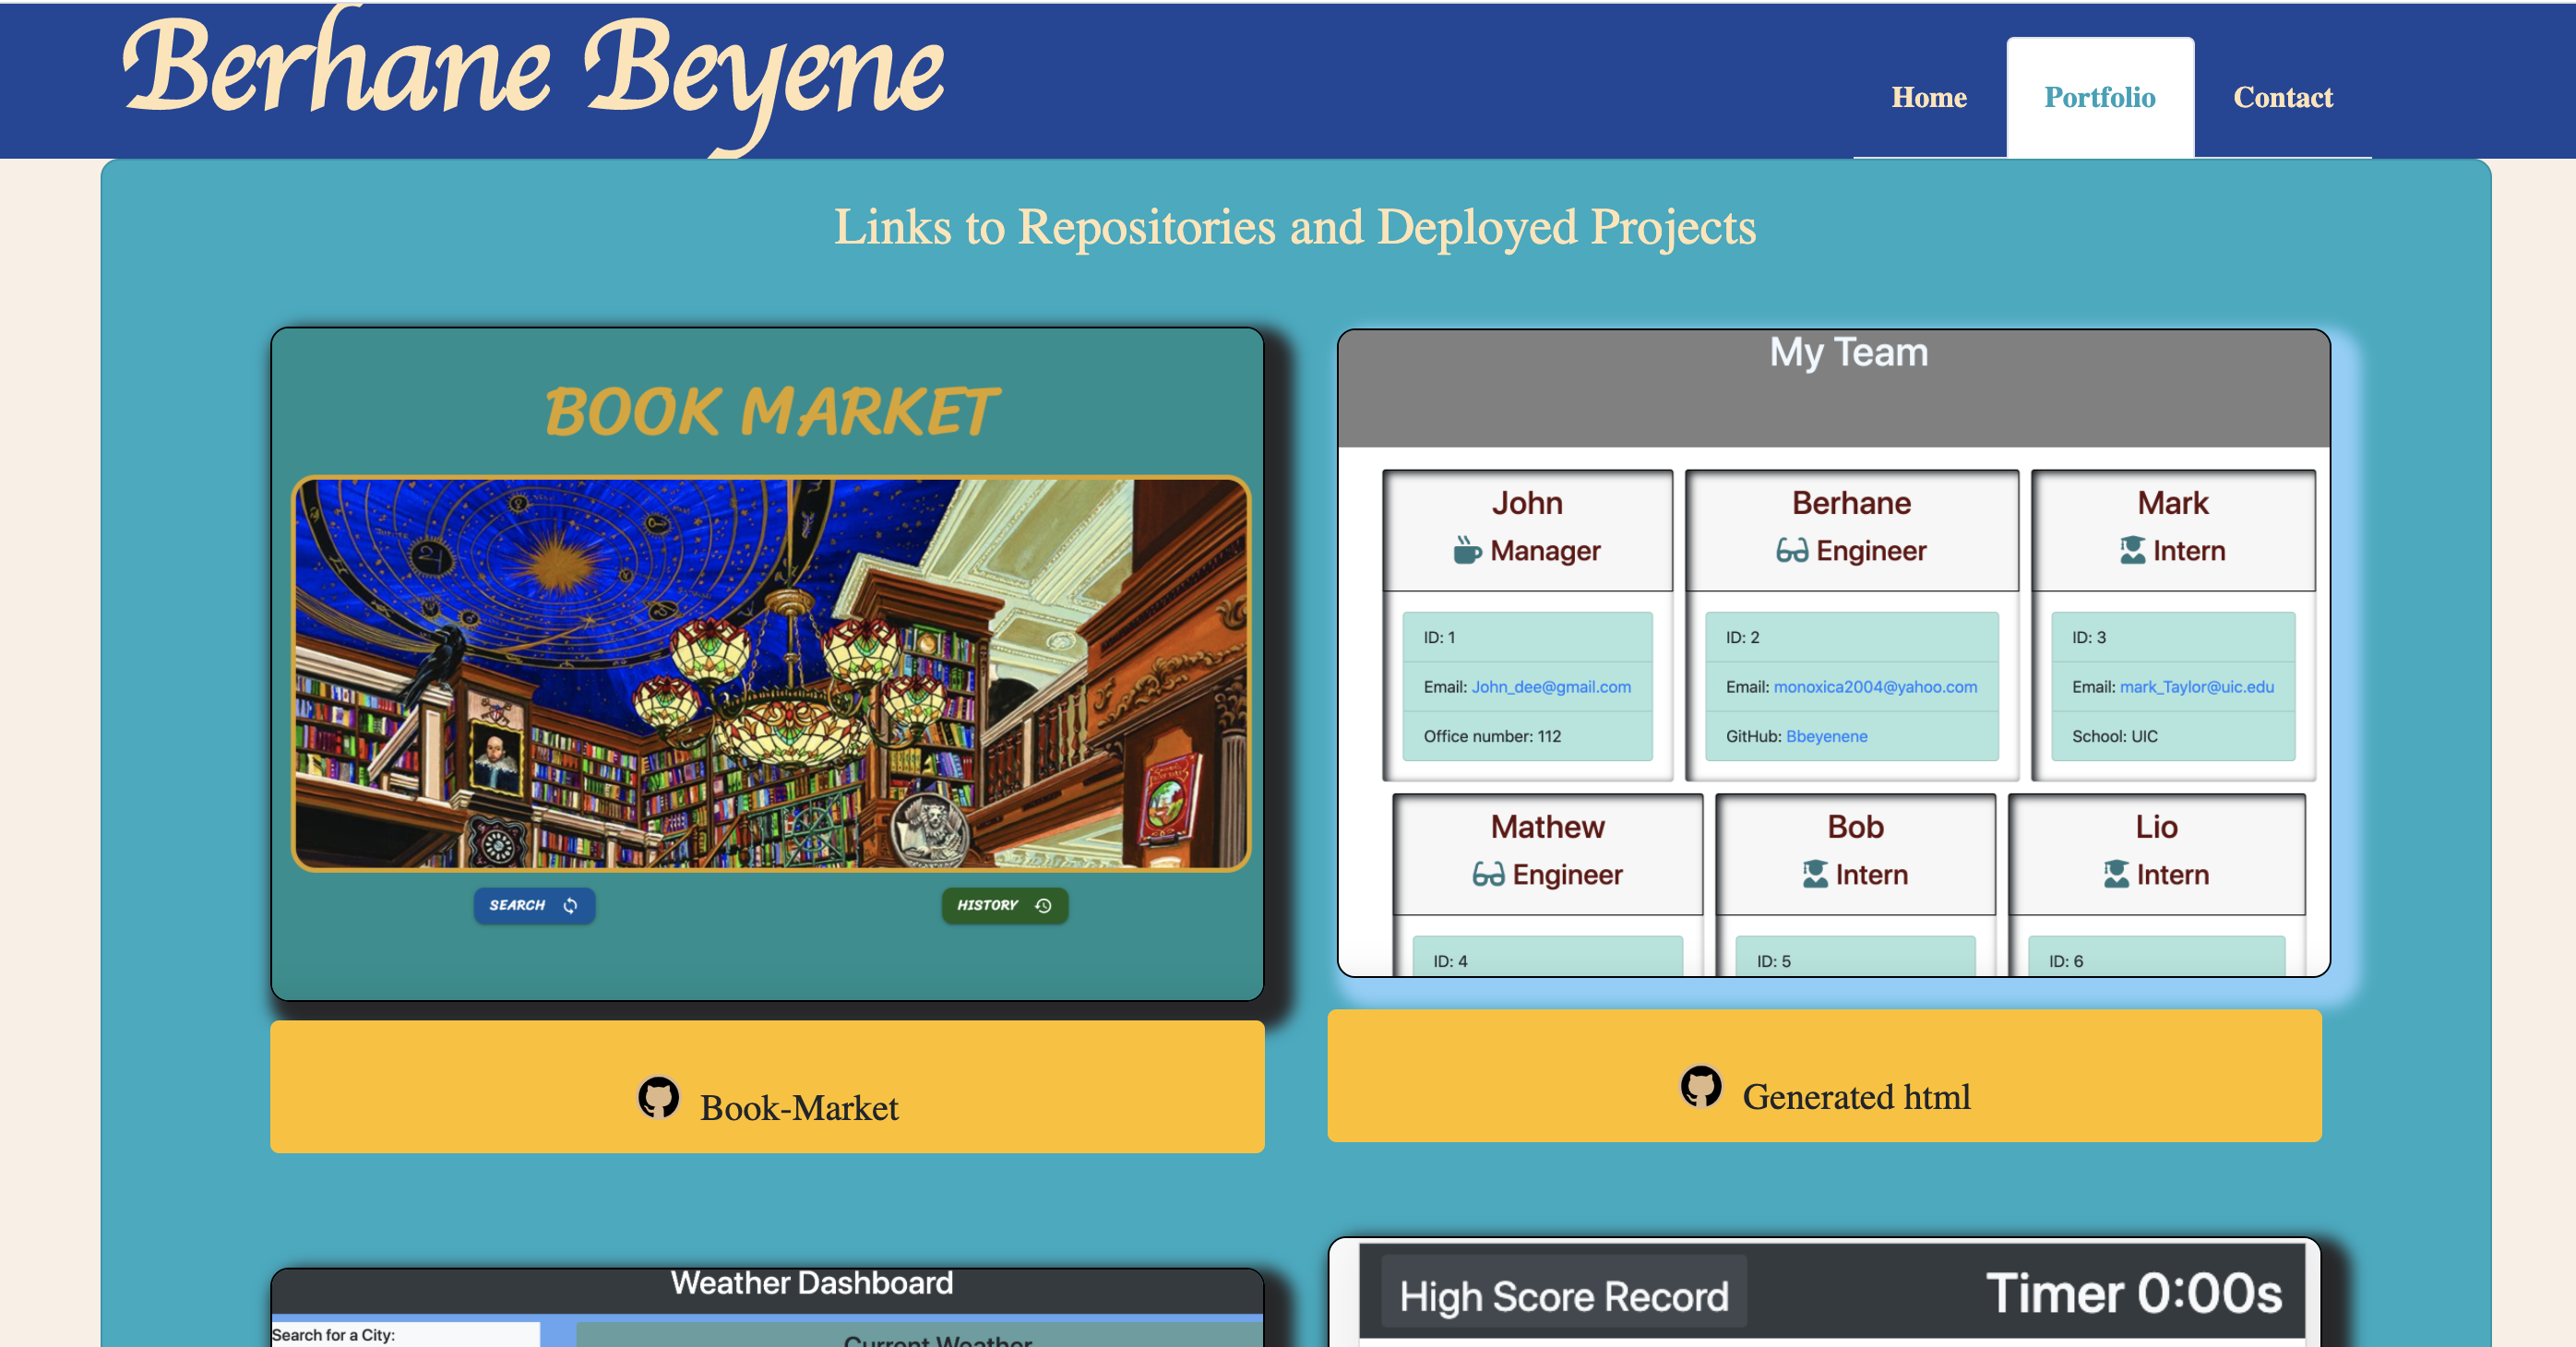 Berhane Beyene
Home Portfolio Contact
Links to Repositories and Deployed Projects
BOOK MARKET
SEARCH
HISTORY
Book-Market
My Team
John
Manager
ID: 1
Email: John_dee@gmail.com
Office number: 112
Berhane
Engineer
ID: 2
Email: monoxica2004@yahoo.com
GitHub: Bbeyenene
Mark
Intern
ID: 3
Email: mark_Taylor@uic.edu
School: UIC
Mathew
Engineer
ID: 4
Bob
Intern
ID: 5
Lio
Intern
ID: 6
Generated html
Weather Dashboard
Search for a City:
Current Weather
High Score Record
Timer 0:00s